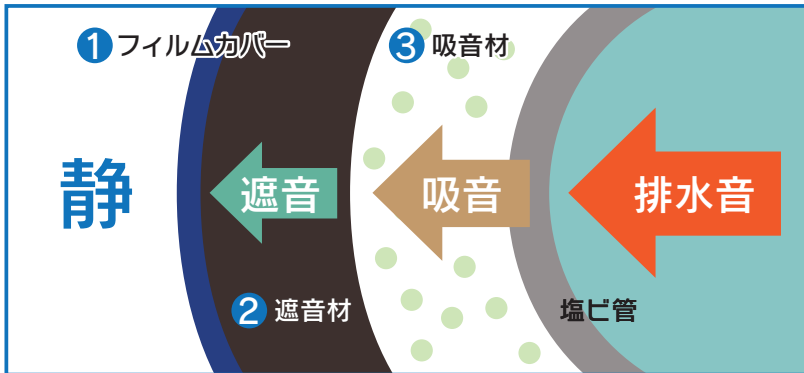 ❶ フィルムカバー
❸ 吸音材
静
遮音
吸音
排水音
❷ 遮音材
塩ビ管